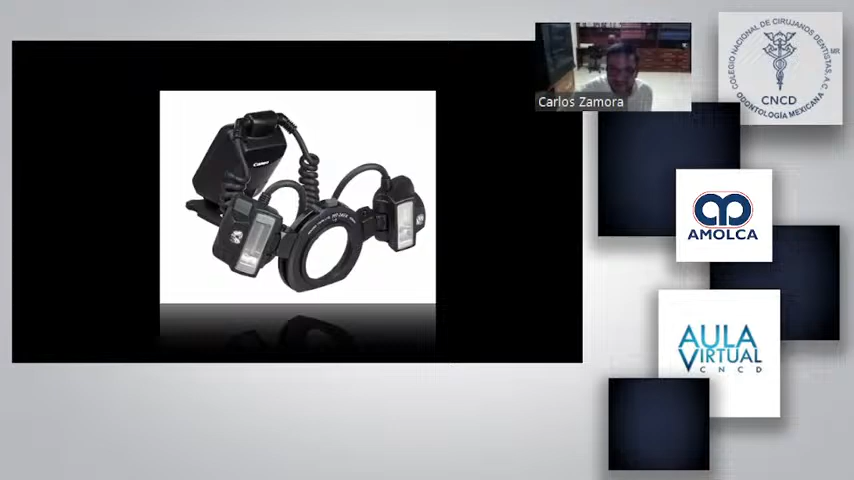 Canon
Carlos Zamora
COLEGIO NACIONAL DE CIRUJANOS DENTISTAS, A.C.
MR
CNCD
ODONTOLOGÍA MEXICANA
AMOLCA
AULA
VIRTUAL
CNCD